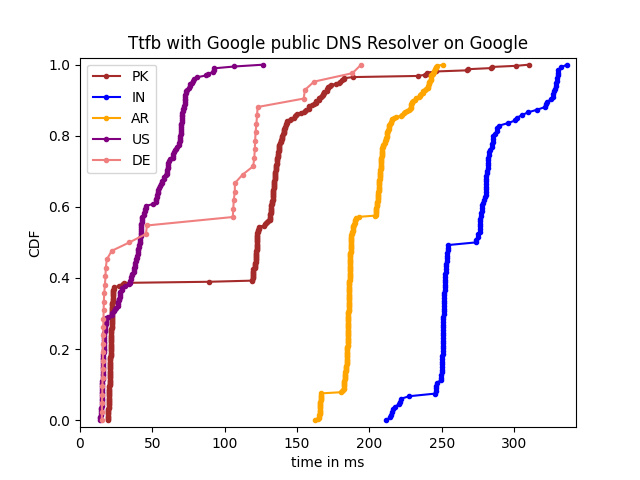 Ttfb with Google public DNS Resolver on Google
PK
IN
AR
US
DE
1.0
0.8
0.6
0.4
0.2
0.0
CDF
0 50 100 150 200 250 300
time in ms